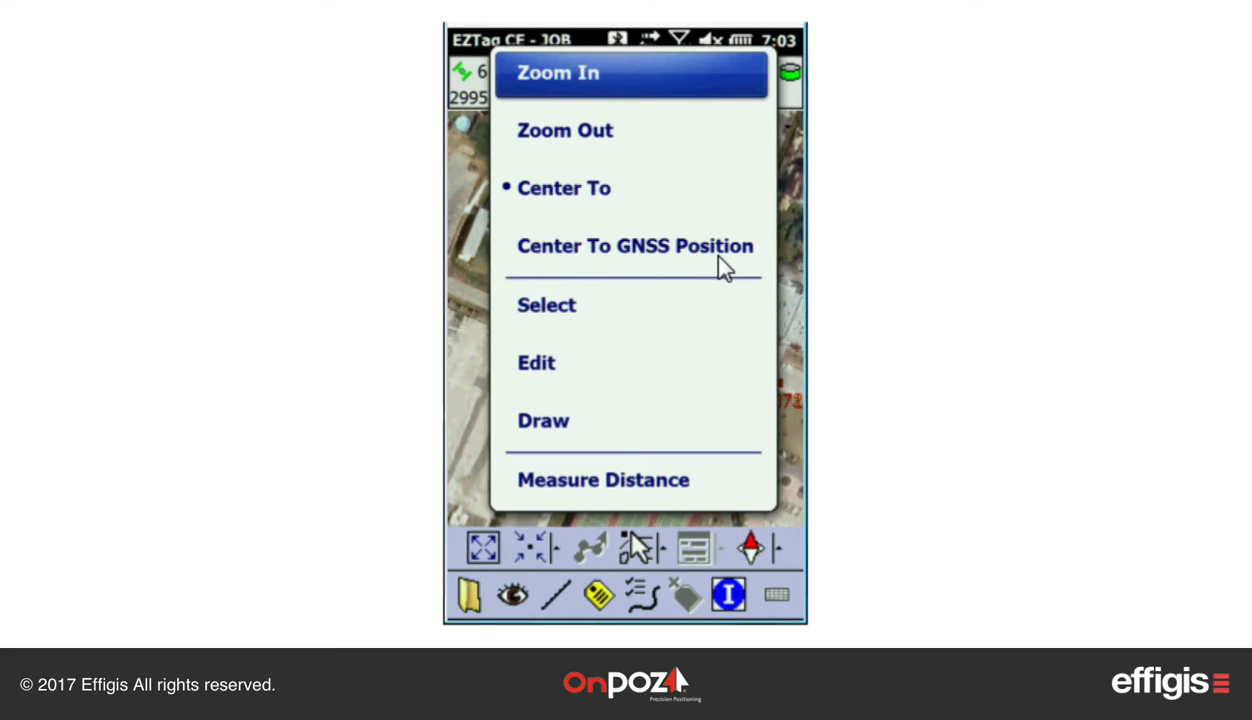 EZTag CE - JOB 7:03
6
2995
Zoom In
Zoom Out
• Center To
Center To GNSS Position
Select
Edit
Draw
Measure Distance
I
© 2017 Effigis All rights reserved.
onpoz
Precision Positioning
effigis